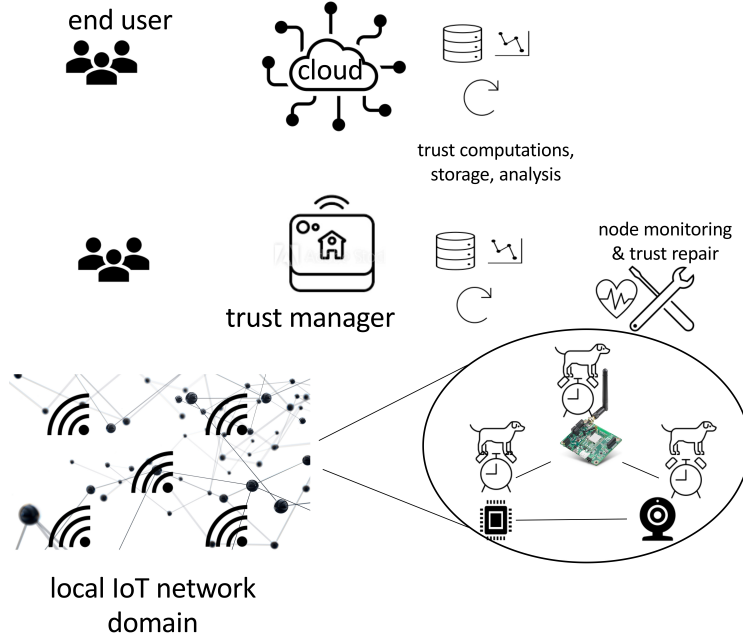 end user
cloud
trust computations,
storage, analysis
node monitoring
& trust repair
trust manager
local IoT network
domain